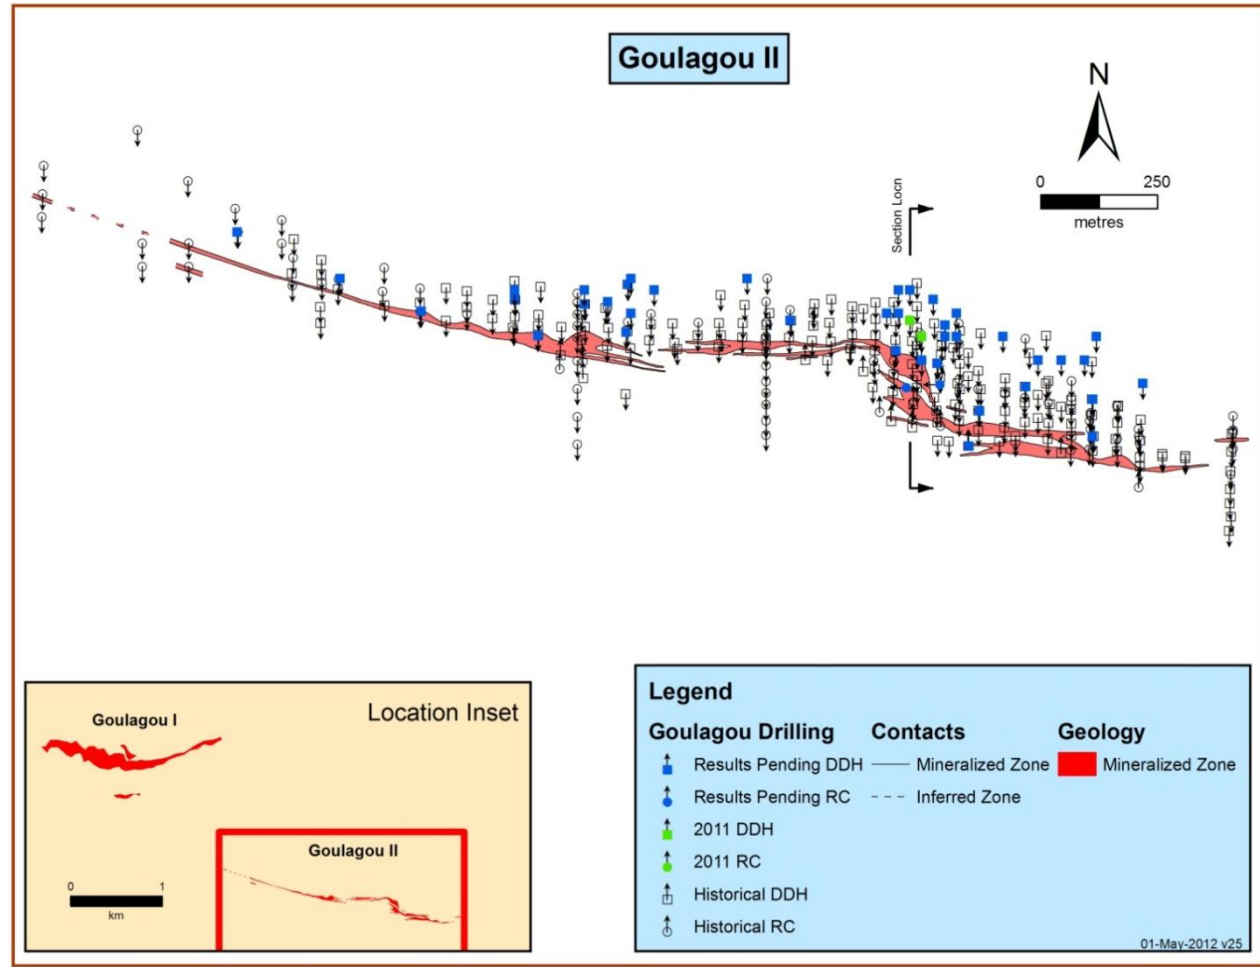 Goulagou II
N
0 250
metres
Section Locn
Location Inset
Goulagou I
Goulagou II
0 1
km
Legend
Goulagou Drilling Contacts Geology
Results Pending DDH Mineralized Zone Mineralized Zone
Results Pending RC Inferred Zone
2011 DDH
2011 RC
Historical DDH
Historical RC
01-May-2012 v25